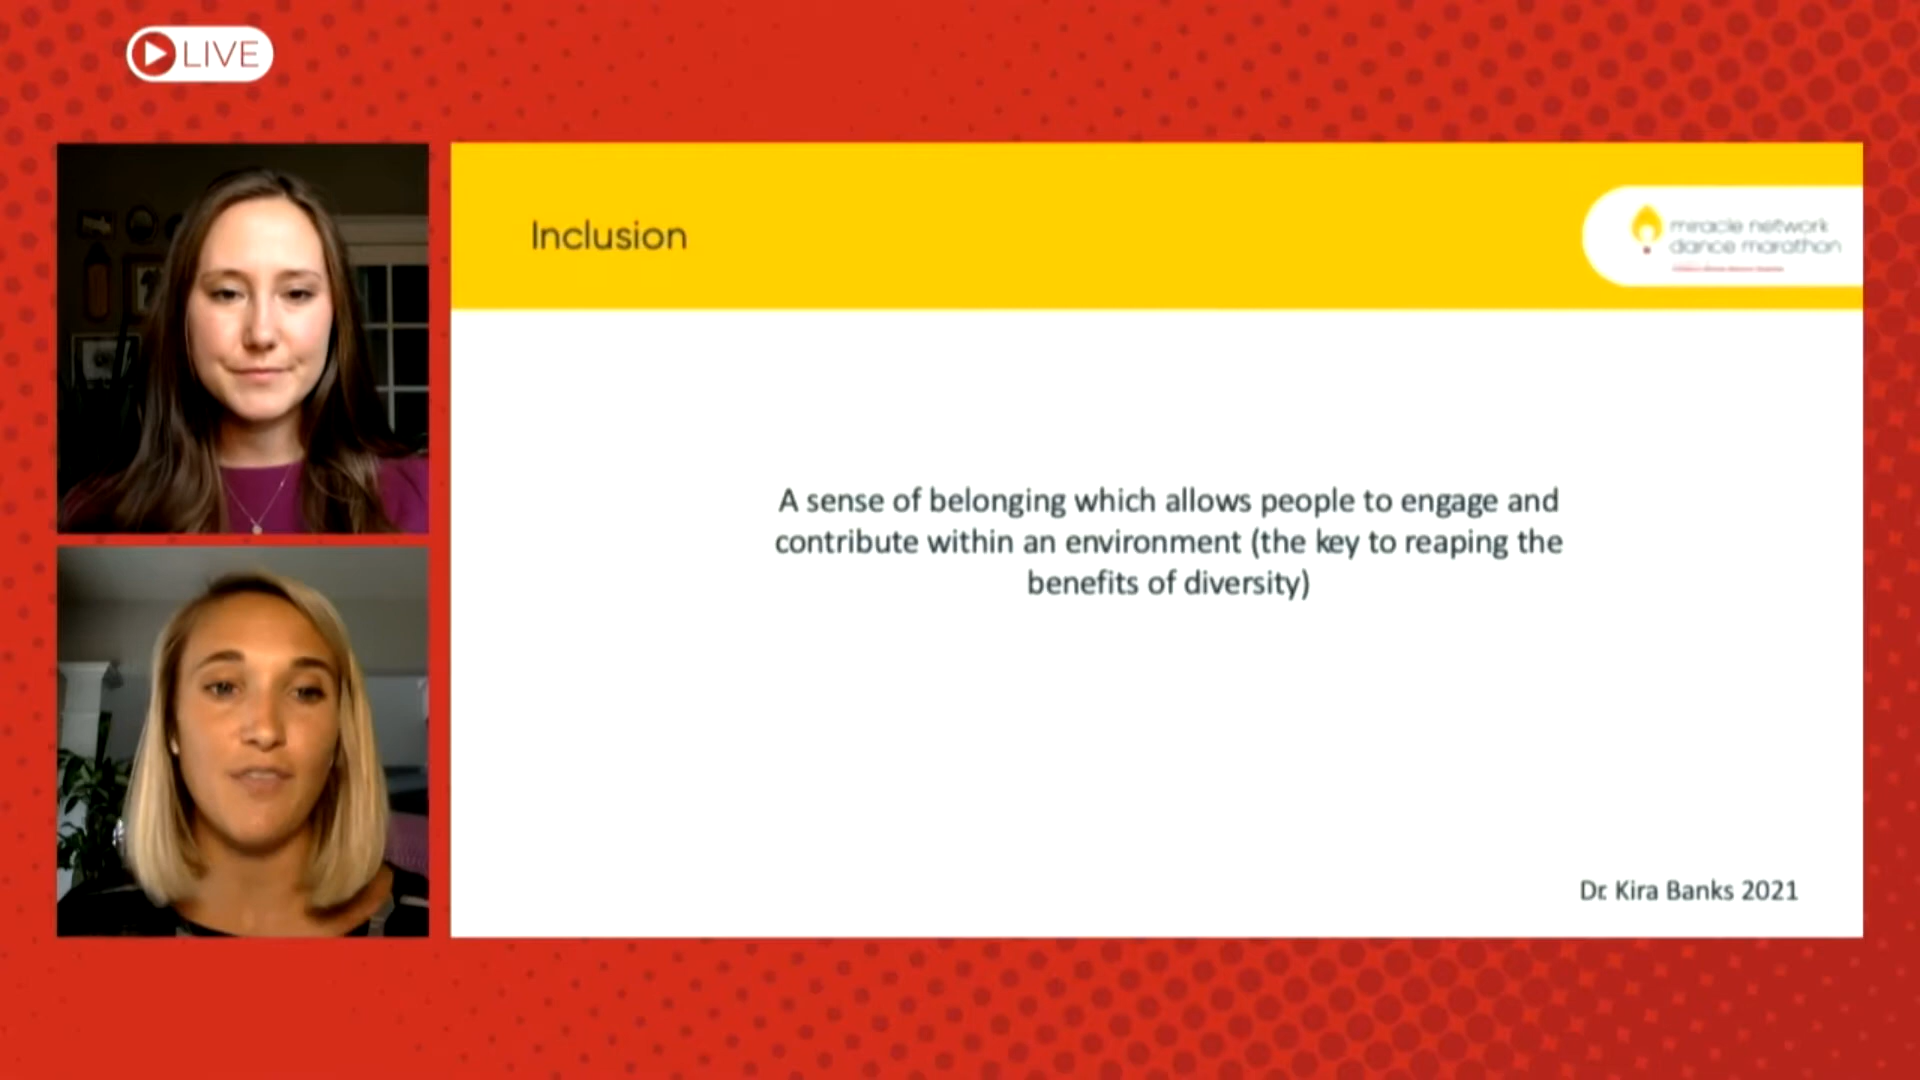 LIVE
Inclusion
miracle network
dance marathon
A sense of belonging which allows people to engage and
contribute within an environment (the key to reaping the
benefits of diversity)
Dr. Kira Banks 2021